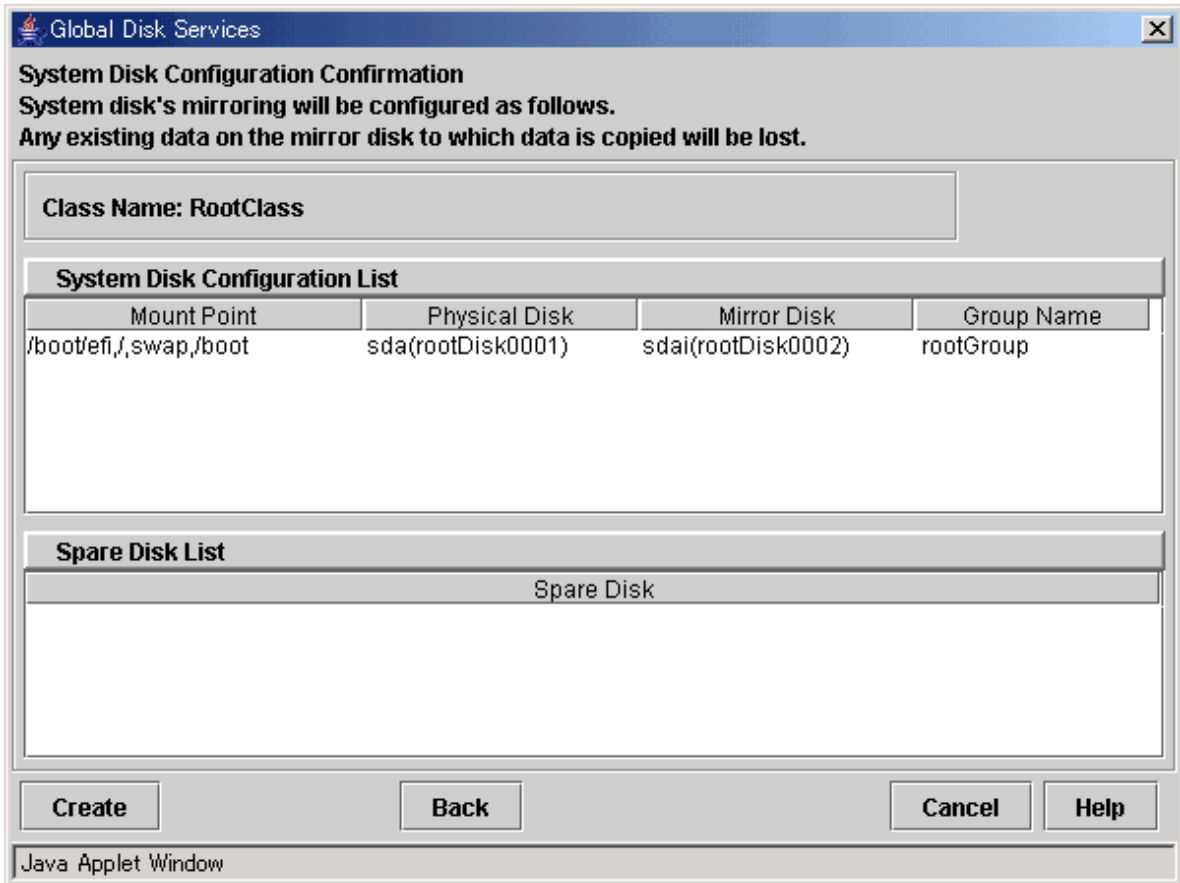 Global Disk Services
System Disk Configuration Confirmation
System disk's mirroring will be configured as follows.
Any existing data on the mirror disk to which data is copied will be lost.
Class Name: RootClass
System Disk Configuration List
Mount Point Physical Disk Mirror Disk Group Name
/boot/efi,/,swap,/boot sda(rootDisk0001) sdai(rootDisk0002) rootGroup
Spare Disk List
Spare Disk
Create Back Cancel Help
Java Applet Window